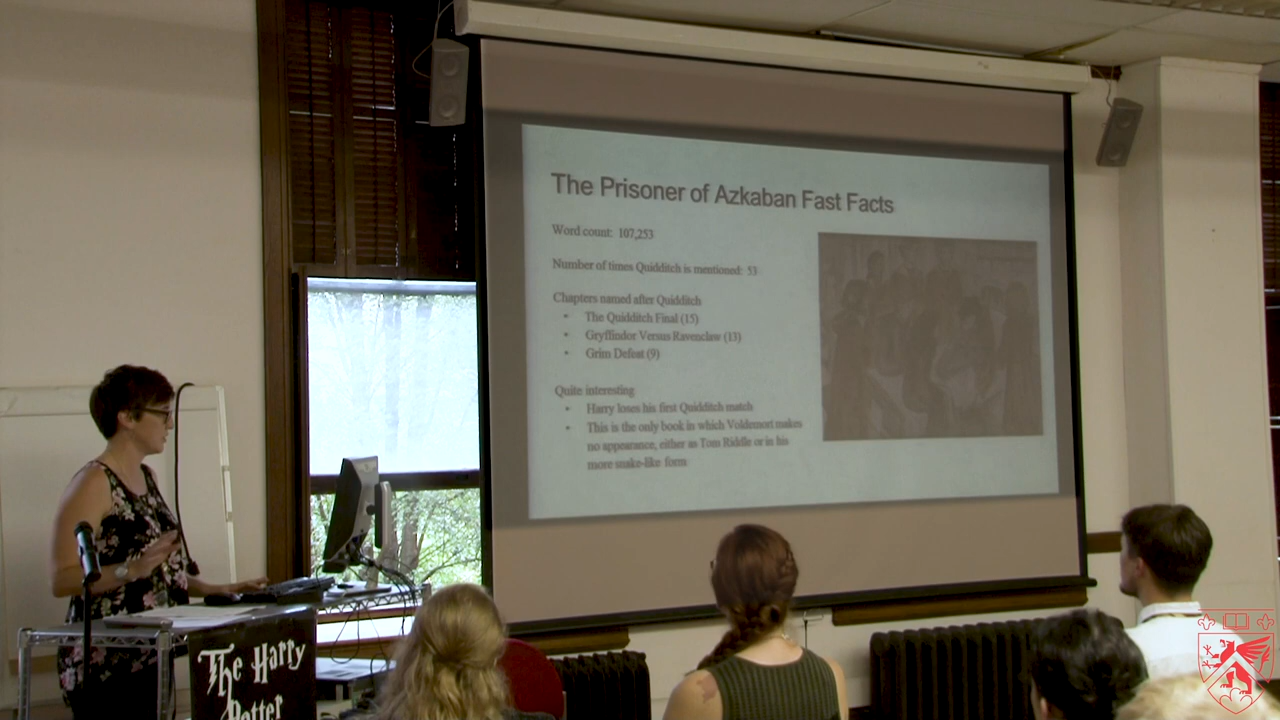 The Prisoner of Azkaban Fast Facts
Word count: 107,253
Number of times Quidditch is mentioned: 53
Chapters named after Quidditch
• The Quidditch Final (15)
• Gryffindor Versus Ravenclaw (13)
• Grim Defeat (9)
Quite interesting
• Harry loses his first Quidditch match
• This is the only book in which Voldemort makes
no appearance, either as Tom Riddle or in his
more snake-like form
The Harry
Potter